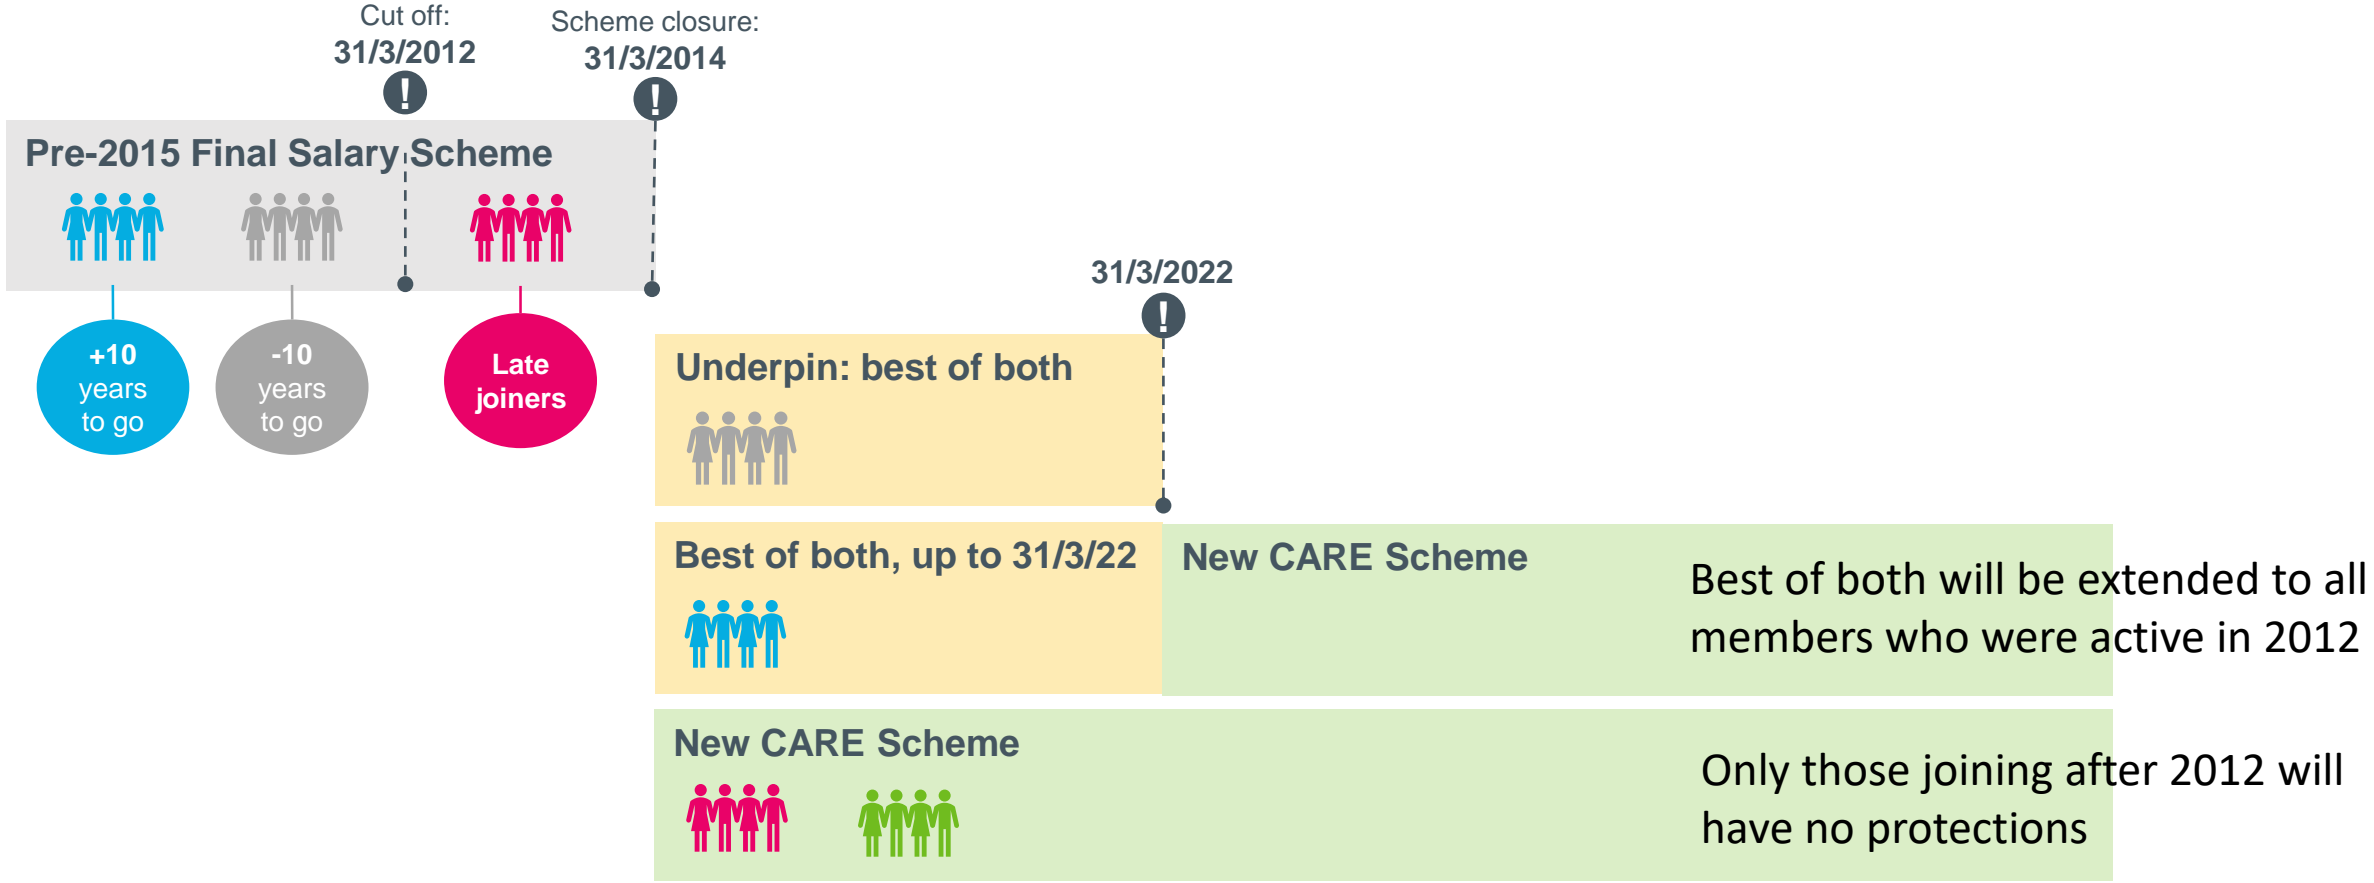 Cut off:
31/3/2012
Scheme closure:
31/3/2014
!
!
Pre-2015 Final Salary Scheme
+10
years
to go
-10
years
to go
Late
joiners
31/3/2022
!
Underpin: best of both
Best of both, up to 31/3/22
New CARE Scheme
Best of both will be extended to all
members who were active in 2012
New CARE Scheme
Only those joining after 2012 will
have no protections